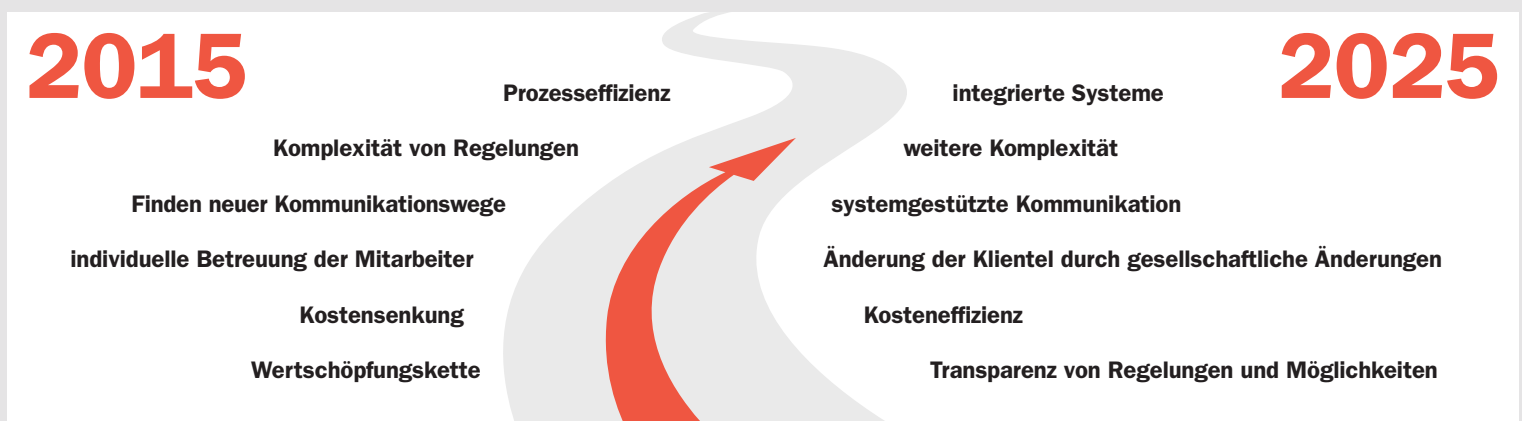 2015
Prozesseffizienz
Komplexität von Regelungen
Finden neuer Kommunikationswege
individuelle Betreuung der Mitarbeiter
Kostensenkung
Wertschöpfungskette
2025
integrierte Systeme
weitere Komplexität
systemgestützte Kommunikation
Änderung der Klientel durch gesellschaftliche Änderungen
Kosteneffizienz
Transparenz von Regelungen und Möglichkeiten